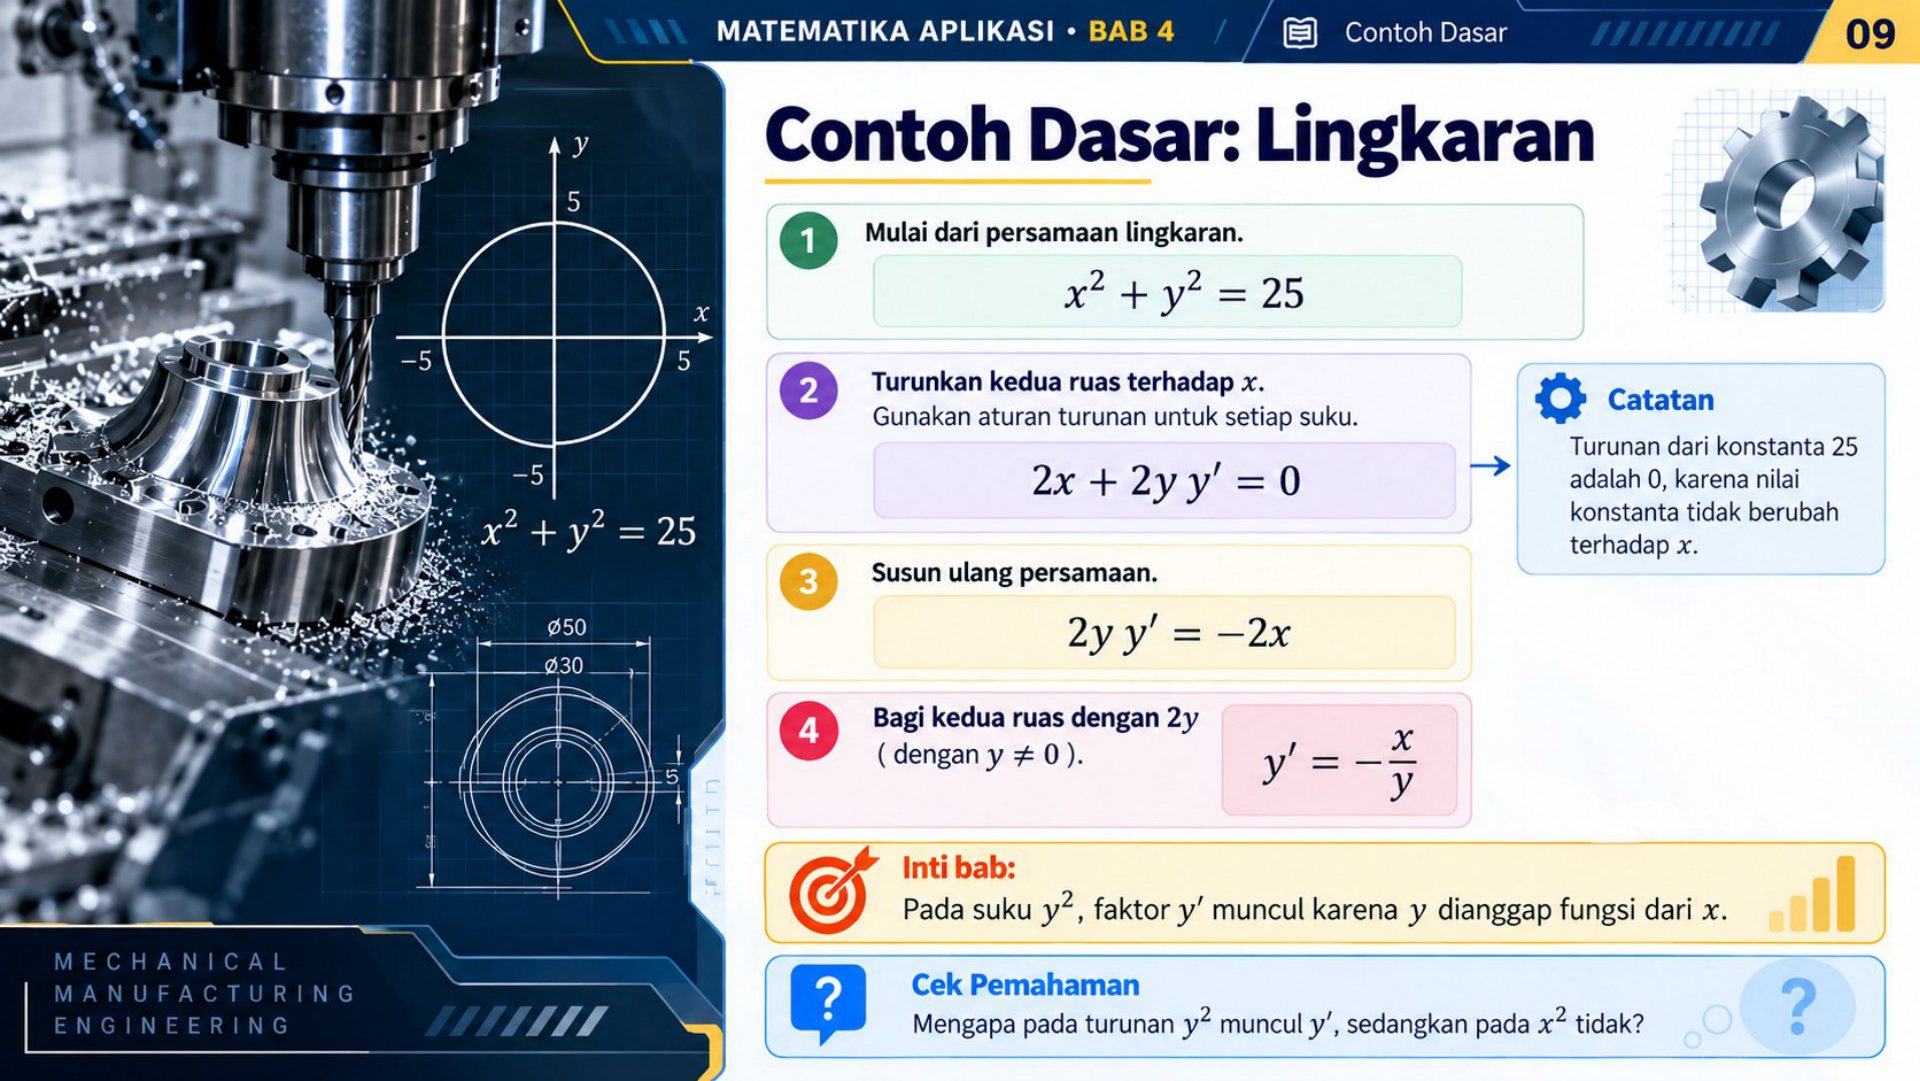 MATEMATIKA APLIKASI • BAB 4
Contoh Dasar
09
Contoh Dasar: Lingkaran
1
Mulai dari persamaan lingkaran.
x² + y² = 25
2
Turunkan kedua ruas terhadap x.
Gunakan aturan turunan untuk setiap suku.
2x + 2y y′ = 0
Catatan
Turunan dari konstanta 25
adalah 0, karena nilai
konstanta tidak berubah
terhadap x.
3
Susun ulang persamaan.
2y y′ = −2x
4
Bagi kedua ruas dengan 2y
( dengan y ≠ 0 ).
y′ = −x/y
Inti bab:
Pada suku y², faktor y′ muncul karena y dianggap fungsi dari x.
?
Cek Pemahaman
Mengapa pada turunan y² muncul y′, sedangkan pada x² tidak?
?
y
5
x
−5
5
−5
x² + y² = 25
⌀50
⌀30
5
MECHANICAL
MANUFACTURING
ENGINEERING